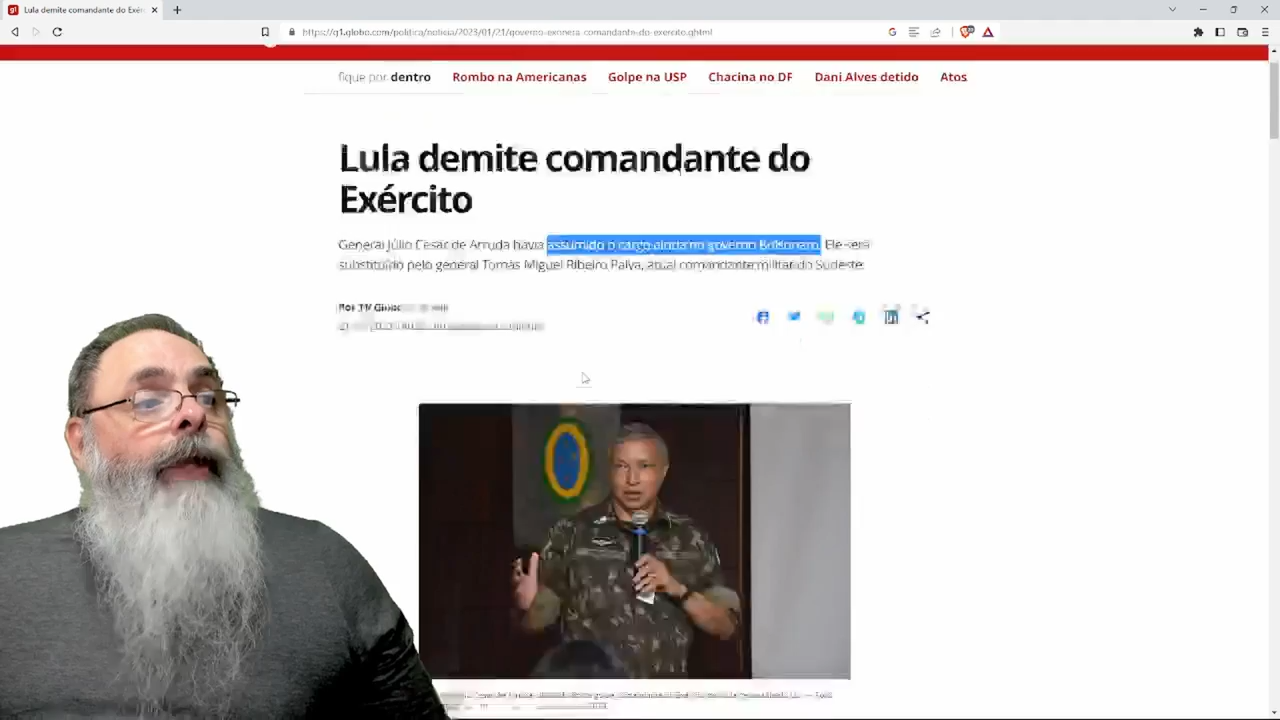 Lula demite comandante do Exér
https://g1.globo.com/politica/noticia/2023/01/21/governo-exonera-comandante-do-exercito.ghtml
fique por dentro Rombo na Americanas Golpe na USP Chacina no DF Dani Alves detido Atos
Lula demite comandante do
Exército
General Júlio Cesar de Arruda havia assumido o cargo ainda no governo Bolsonaro. Ele será
substituído pelo general Tomás Miguel Ribeiro Paiva, atual comandante militar do Sudeste.
Por TV Globo